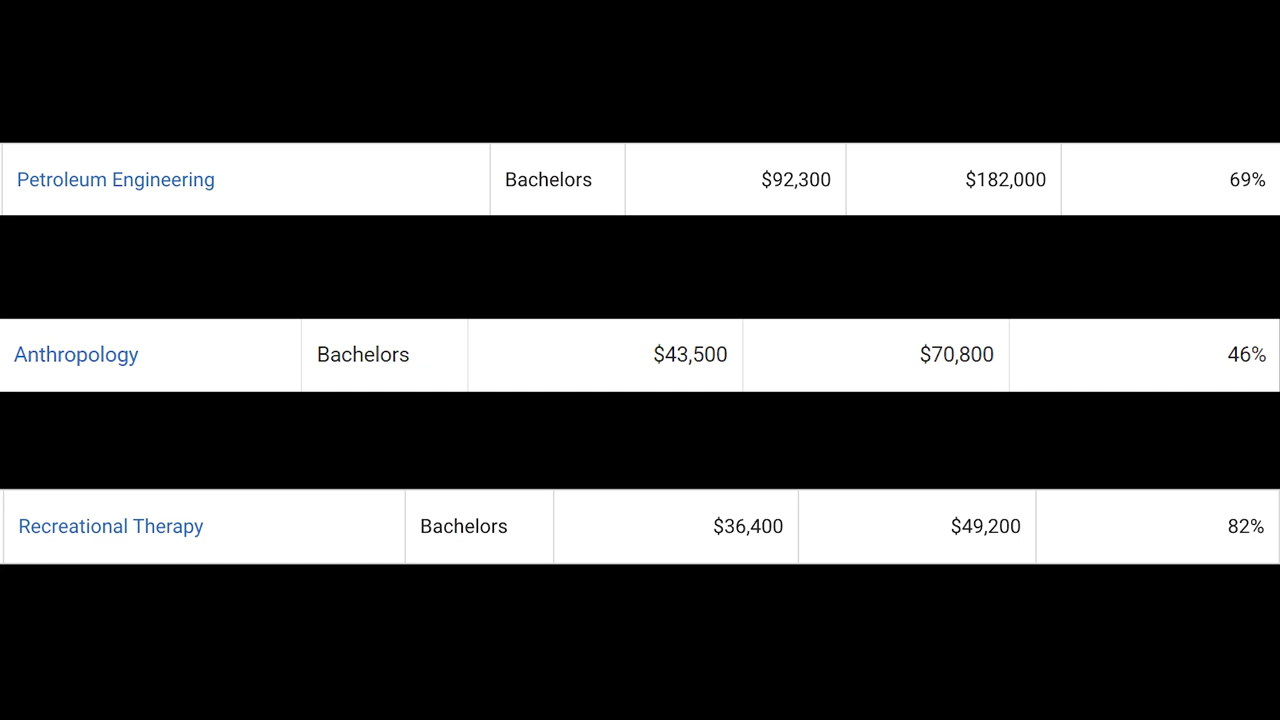 Petroleum Engineering Bachelors $92,300 $182,000 69%
Anthropology Bachelors $43,500 $70,800 46%
Recreational Therapy Bachelors $36,400 $49,200 82%